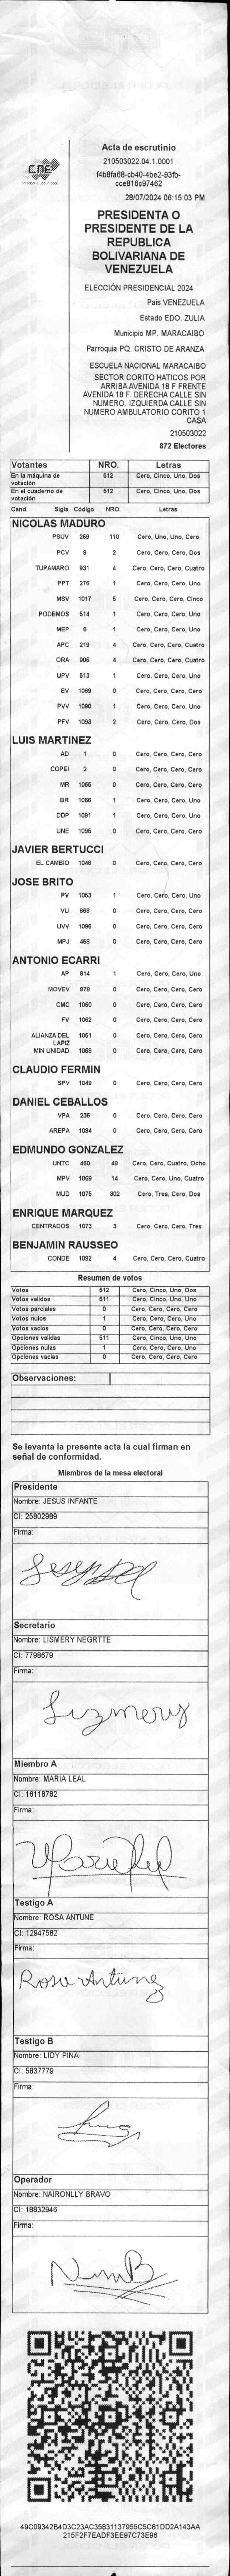 Acta de escrutinio
CNE
210503022.04.1.0001
f4b8fa68-cb40-4be2-93fb-
cce816c97462
28/07/2024 06:15:03 PM
PRESIDENTA O
PRESIDENTE DE LA
REPUBLICA
BOLIVARIANA DE
VENEZUELA
ELECCIÓN PRESIDENCIAL 2024
Pais VENEZUELA
Estado EDO. ZULIA
Municipio MP. MARACAIBO
Parroquia PQ. CRISTO DE ARANZA
ESCUELA NACIONAL MARACAIBO
SECTOR CORITO HATICOS POR
ARRIBA AVENIDA 18 F FRENTE
AVENIDA 18 F. DERECHA CALLE SIN
NUMERO. IZQUIERDA CALLE SIN
NUMERO AMBULATORIO CORITO 1
CASA
210503022
872 Electores
Votantes NRO. Letras
En la máquina de votación 512 Cero, Cinco, Uno, Dos
En el cuaderno de votación 512 Cero, Cinco, Uno, Dos
Cand. Sigla Código NRO. Letras
NICOLAS MADURO
PSUV 269 110 Cero, Uno, Uno, Cero
PCV 9 2 Cero, Cero, Cero, Dos
TUPAMARO 931 4 Cero, Cero, Cero, Cuatro
PPT 276 1 Cero, Cero, Cero, Uno
MSV 1017 5 Cero, Cero, Cero, Cinco
PODEMOS 514 1 Cero, Cero, Cero, Uno
MEP 6 1 Cero, Cero, Cero, Uno
APC 219 4 Cero, Cero, Cero, Cuatro
ORA 906 4 Cero, Cero, Cero, Cuatro
UPV 513 1 Cero, Cero, Cero, Uno
EV 1089 0 Cero, Cero, Cero, Cero
PVV 1090 1 Cero, Cero, Cero, Uno
PFV 1093 2 Cero, Cero, Cero, Dos
LUIS MARTINEZ
AD 1 0 Cero, Cero, Cero, Cero
COPEI 2 0 Cero, Cero, Cero, Cero
MR 1065 0 Cero, Cero, Cero, Cero
BR 1066 1 Cero, Cero, Cero, Uno
DDP 1091 1 Cero, Cero, Cero, Uno
UNE 1095 0 Cero, Cero, Cero, Cero
JAVIER BERTUCCI
EL CAMBIO 1048 0 Cero, Cero, Cero, Cero
JOSE BRITO
PV 1053 1 Cero, Cero, Cero, Uno
VU 868 0 Cero, Cero, Cero, Cero
UVV 1096 0 Cero, Cero, Cero, Cero
MPJ 458 0 Cero, Cero, Cero, Cero
ANTONIO ECARRI
AP 814 1 Cero, Cero, Cero, Uno
MOVEV 879 0 Cero, Cero, Cero, Cero
CMC 1050 0 Cero, Cero, Cero, Cero
FV 1062 0 Cero, Cero, Cero, Cero
ALIANZA DEL LAPIZ 1051 0 Cero, Cero, Cero, Cero
MIN UNIDAD 1068 0 Cero, Cero, Cero, Cero
CLAUDIO FERMIN
SPV 1049 0 Cero, Cero, Cero, Cero
DANIEL CEBALLOS
VPA 236 0 Cero, Cero, Cero, Cero
AREPA 1094 0 Cero, Cero, Cero, Cero
EDMUNDO GONZALEZ
UNTC 460 48 Cero, Cero, Cuatro, Ocho
MPV 1069 14 Cero, Cero, Uno, Cuatro
MUD 1075 302 Cero, Tres, Cero, Dos
ENRIQUE MARQUEZ
CENTRADOS 1073 3 Cero, Cero, Cero, Tres
BENJAMIN RAUSSEO
CONDE 1092 4 Cero, Cero, Cero, Cuatro
Resumen de votos
Votos 512 Cero, Cinco, Uno, Dos
Votos validos 511 Cero, Cinco, Uno, Uno
Votos parciales 0 Cero, Cero, Cero, Cero
Votos nulos 1 Cero, Cero, Cero, Uno
Votos vacios 0 Cero, Cero, Cero, Cero
Opciones validas 511 Cero, Cinco, Uno, Uno
Opciones nulas 1 Cero, Cero, Cero, Uno
Opciones vacias 0 Cero, Cero, Cero, Cero
Observaciones:
Se levanta la presente acta la cual firman en
señal de conformidad.
Miembros de la mesa electoral
Presidente
Nombre: JESUS INFANTE
CI: 25802989
Firma:
Secretario
Nombre: LISMERY NEGRTTE
CI: 7798679
Firma:
Lizmery
Miembro A
Nombre: MARIA LEAL
CI: 16118762
Firma:
Testigo A
Nombre: ROSA ANTUNE
CI: 12947582
Firma:
Rosa Antunez
Testigo B
Nombre: LIDY PINA
CI: 5837779
Firma:
Operador
Nombre: NAIRONLLY BRAVO
CI: 18832946
Firma:
49C09342B4D3C23AC35831137955C5C81DD2A143AA
215F2F7EADF3EE97C73E96